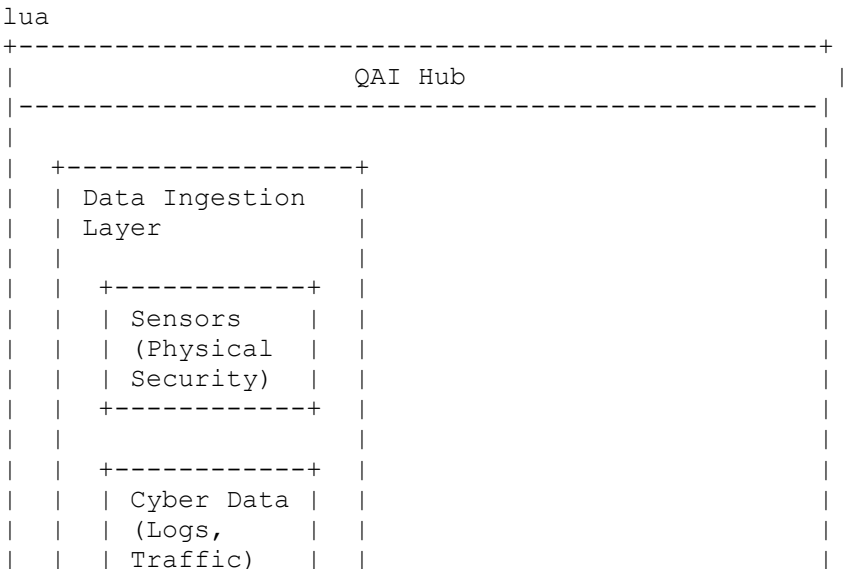 lua
+--------------------------------------------------+
|                     QAI Hub                       |
|--------------------------------------------------|
|                                                  |
|  +------------------+                            |
|  | Data Ingestion   |                            |
|  | Layer            |                            |
|  |                  |                            |
|  |  +------------+  |                            |
|  |  | Sensors    |  |                            |
|  |  | (Physical  |  |                            |
|  |  | Security)  |  |                            |
|  |  +------------+  |                            |
|  |                  |                            |
|  |  +------------+  |                            |
|  |  | Cyber Data |  |                            |
|  |  | (Logs,     |  |                            |
|  |  | Traffic)   |  |                            |